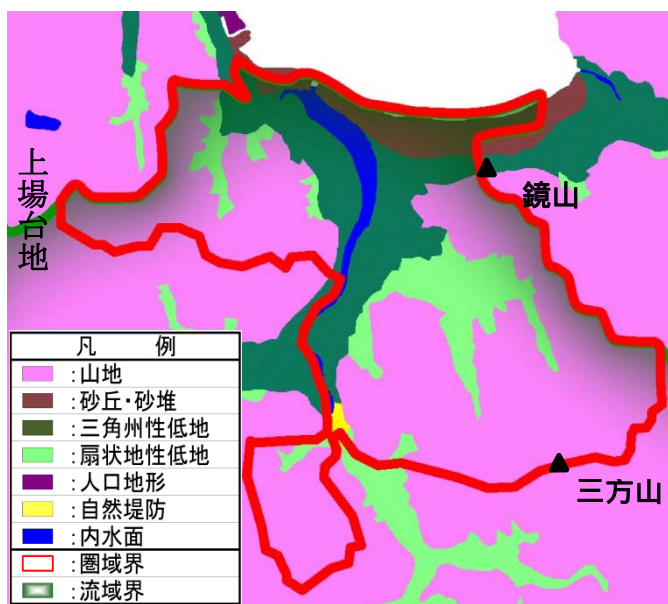 上場台地
鏡山
三方山
凡 例
:山地
:砂丘・砂堆
:三角州性低地
:扇状地性低地
:人口地形
:自然堤防
:内水面
:圏域界
:流域界